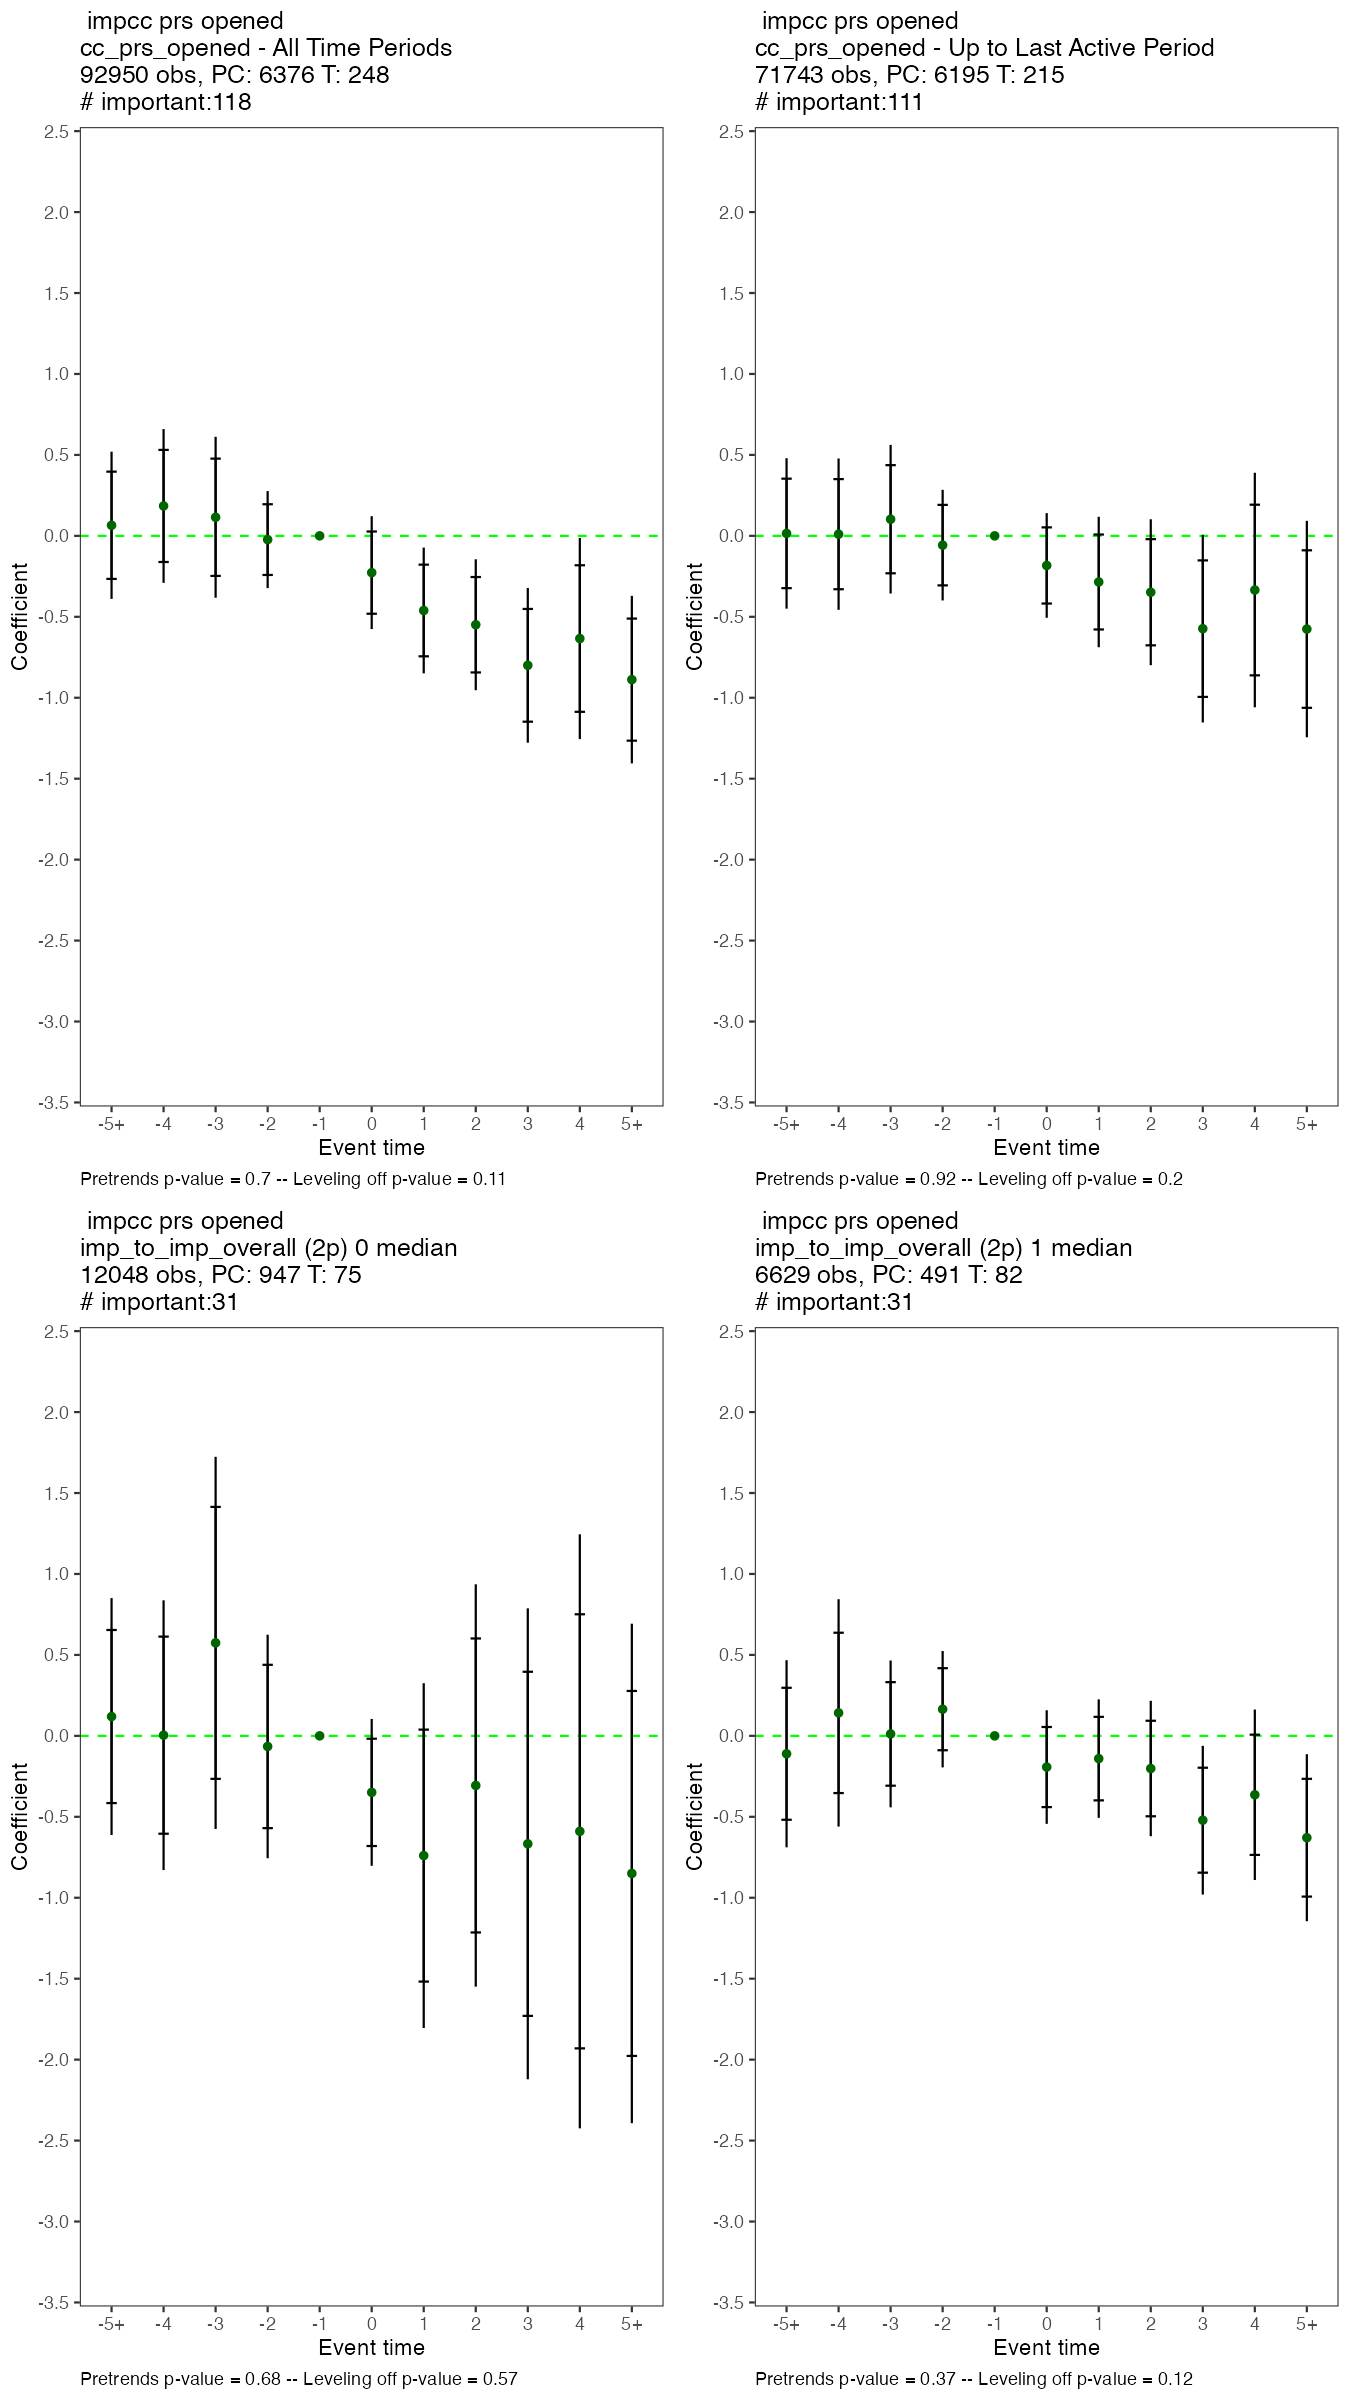 impcc prs opened
cc_prs_opened - All Time Periods
92950 obs, PC: 6376 T: 248
# important:118
2.5
2.0
1.5
1.0
0.5
0.0
-0.5
-1.0
-1.5
-2.0
-2.5
-3.0
-3.5
Coefficient
-5+ -4 -3 -2 -1 0 1 2 3 4 5+
Event time
Pretrends p-value = 0.7 -- Leveling off p-value = 0.11
impcc prs opened
cc_prs_opened - Up to Last Active Period
71743 obs, PC: 6195 T: 215
# important:111
2.5
2.0
1.5
1.0
0.5
0.0
-0.5
-1.0
-1.5
-2.0
-2.5
-3.0
-3.5
Coefficient
-5+ -4 -3 -2 -1 0 1 2 3 4 5+
Event time
Pretrends p-value = 0.92 -- Leveling off p-value = 0.2
impcc prs opened
imp_to_imp_overall (2p) 0 median
12048 obs, PC: 947 T: 75
# important:31
2.5
2.0
1.5
1.0
0.5
0.0
-0.5
-1.0
-1.5
-2.0
-2.5
-3.0
-3.5
Coefficient
-5+ -4 -3 -2 -1 0 1 2 3 4 5+
Event time
Pretrends p-value = 0.68 -- Leveling off p-value = 0.57
impcc prs opened
imp_to_imp_overall (2p) 1 median
6629 obs, PC: 491 T: 82
# important:31
2.5
2.0
1.5
1.0
0.5
0.0
-0.5
-1.0
-1.5
-2.0
-2.5
-3.0
-3.5
Coefficient
-5+ -4 -3 -2 -1 0 1 2 3 4 5+
Event time
Pretrends p-value = 0.37 -- Leveling off p-value = 0.12